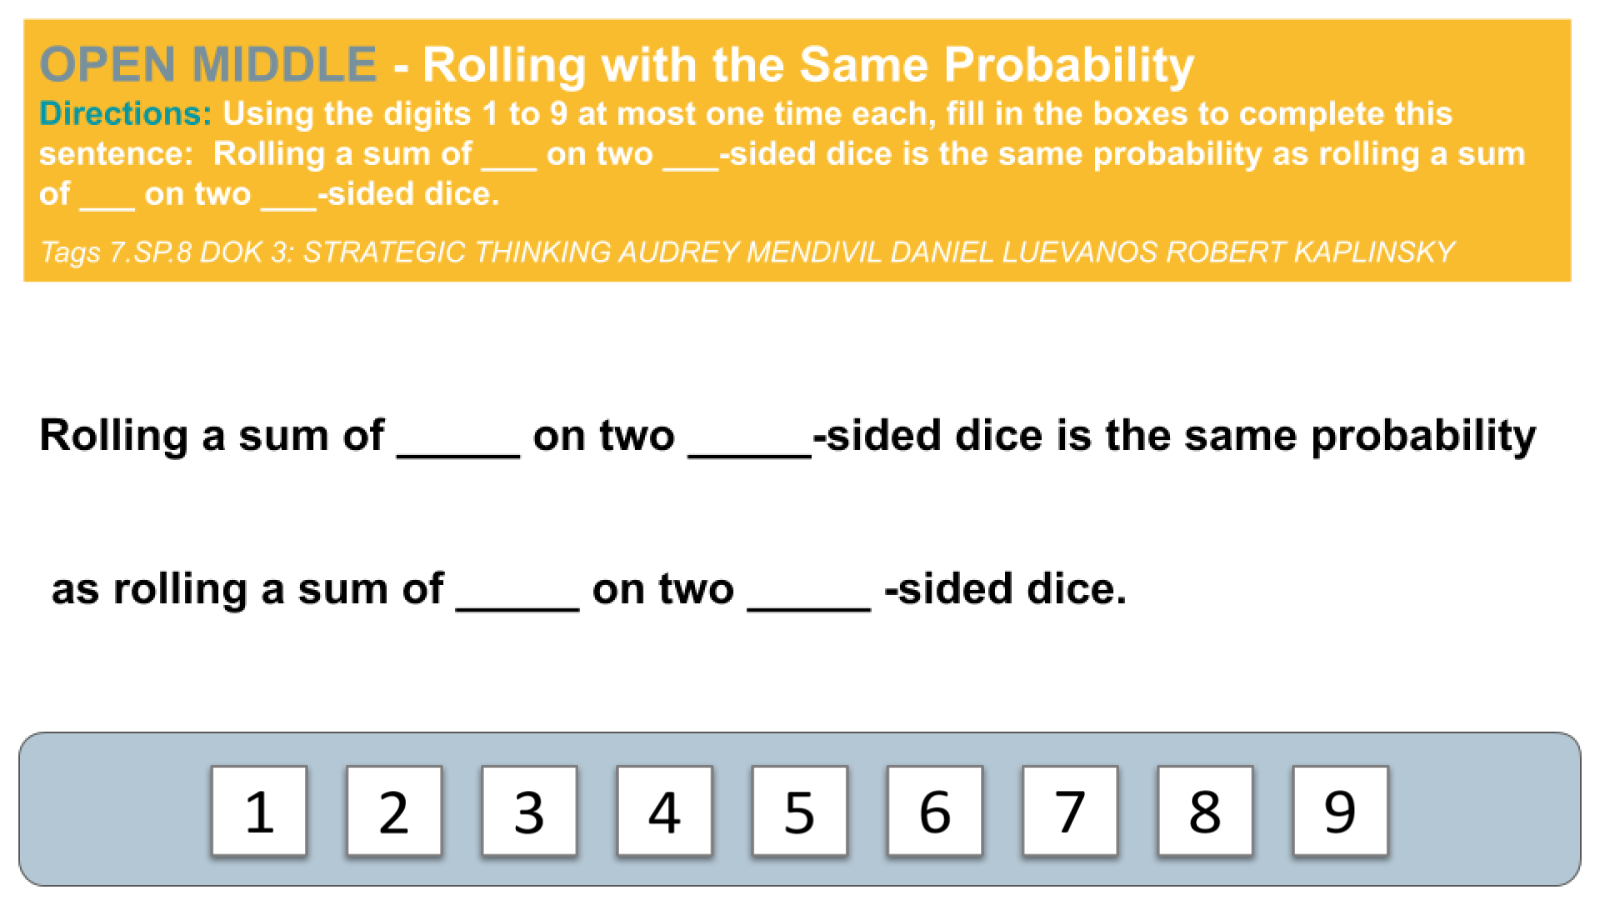 OPEN MIDDLE - Rolling with the Same Probability
Directions: Using the digits 1 to 9 at most one time each, fill in the boxes to complete this
sentence:  Rolling a sum of ___ on two ___-sided dice is the same probability as rolling a sum
of ___ on two ___-sided dice.
Tags 7.SP.8 DOK 3: STRATEGIC THINKING AUDREY MENDIVIL DANIEL LUEVANOS ROBERT KAPLINSKY
Rolling a sum of _____ on two _____-sided dice is the same probability
as rolling a sum of _____ on two _____ -sided dice.
1 2 3 4 5 6 7 8 9